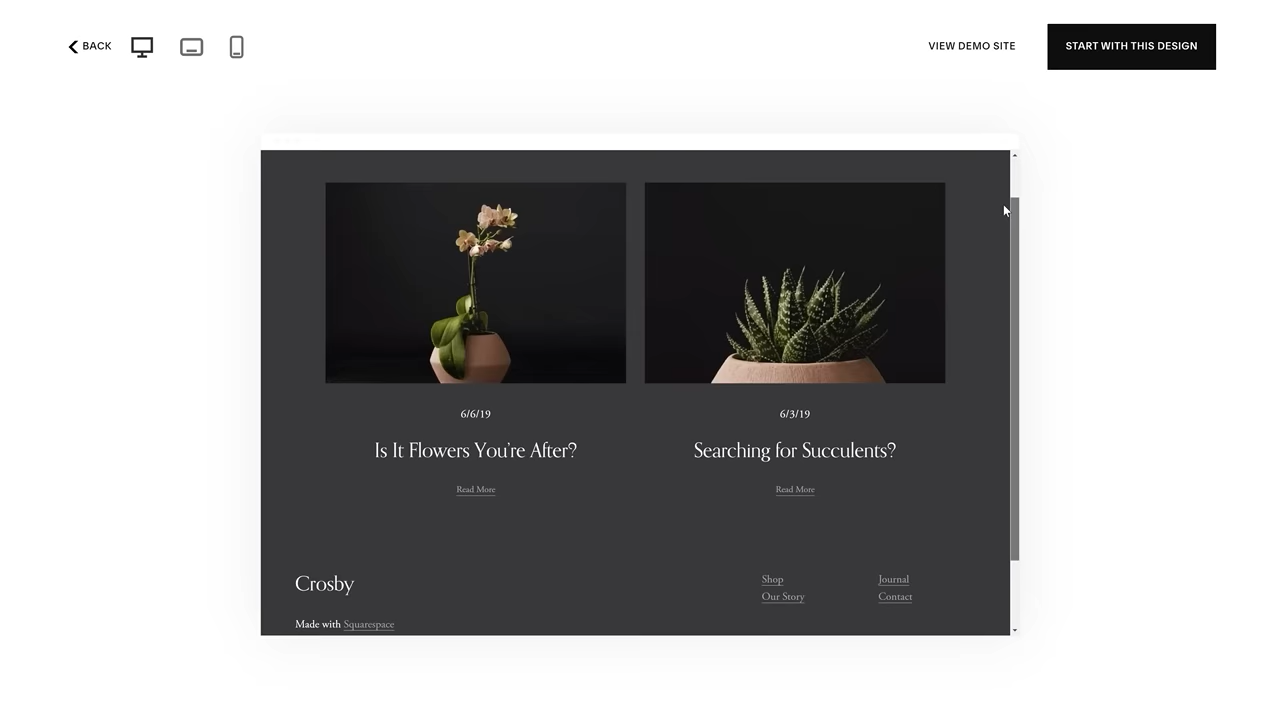 BACK
VIEW DEMO SITE
START WITH THIS DESIGN
6/6/19
6/3/19
Is It Flowers You're After?
Searching for Succulents?
Read More
Read More
Crosby
Shop
Journal
Our Story
Contact
Made with Squarespace